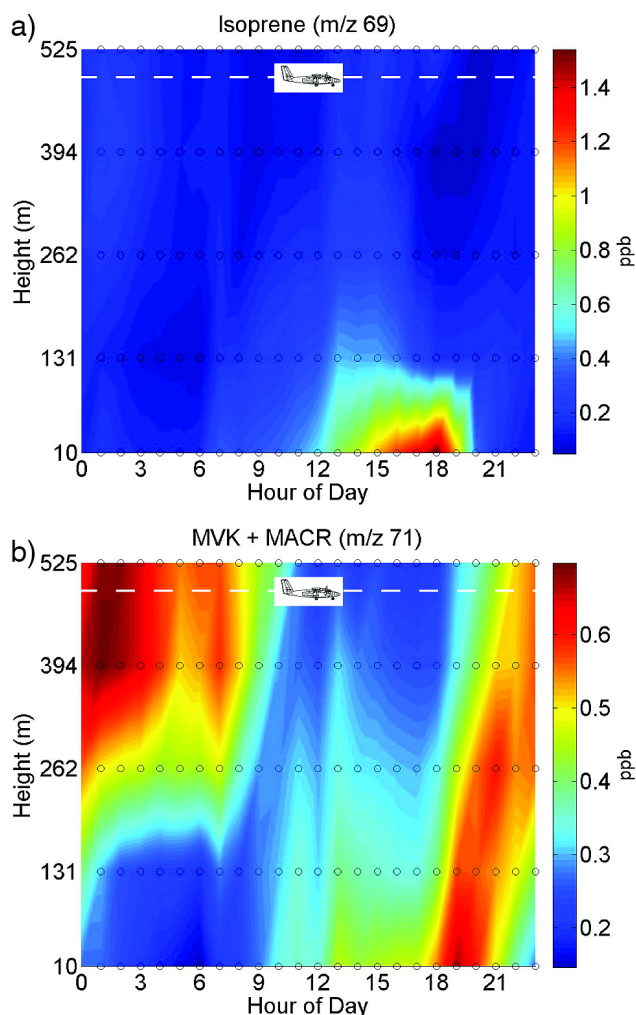 a)
Isoprene (m/z 69)
525
394
262
131
10
Height (m)
0 3 6 9 12 15 18 21
Hour of Day
1.4
1.2
1
0.8
0.6
0.4
0.2
ppb
b)
MVK + MACR (m/z 71)
525
394
262
131
10
Height (m)
0 3 6 9 12 15 18 21
Hour of Day
0.6
0.5
0.4
0.3
0.2
ppb